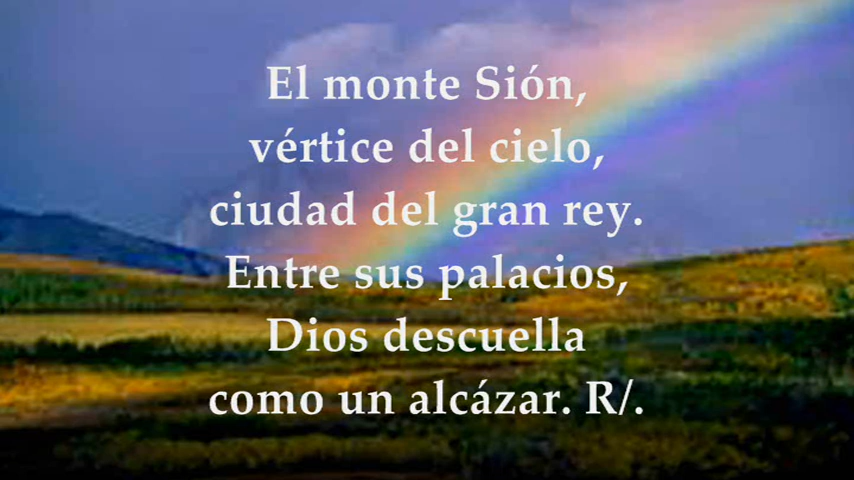 El monte Sión,
vértice del cielo,
ciudad del gran rey.
Entre sus palacios,
Dios descuella
como un alcázar. R/.